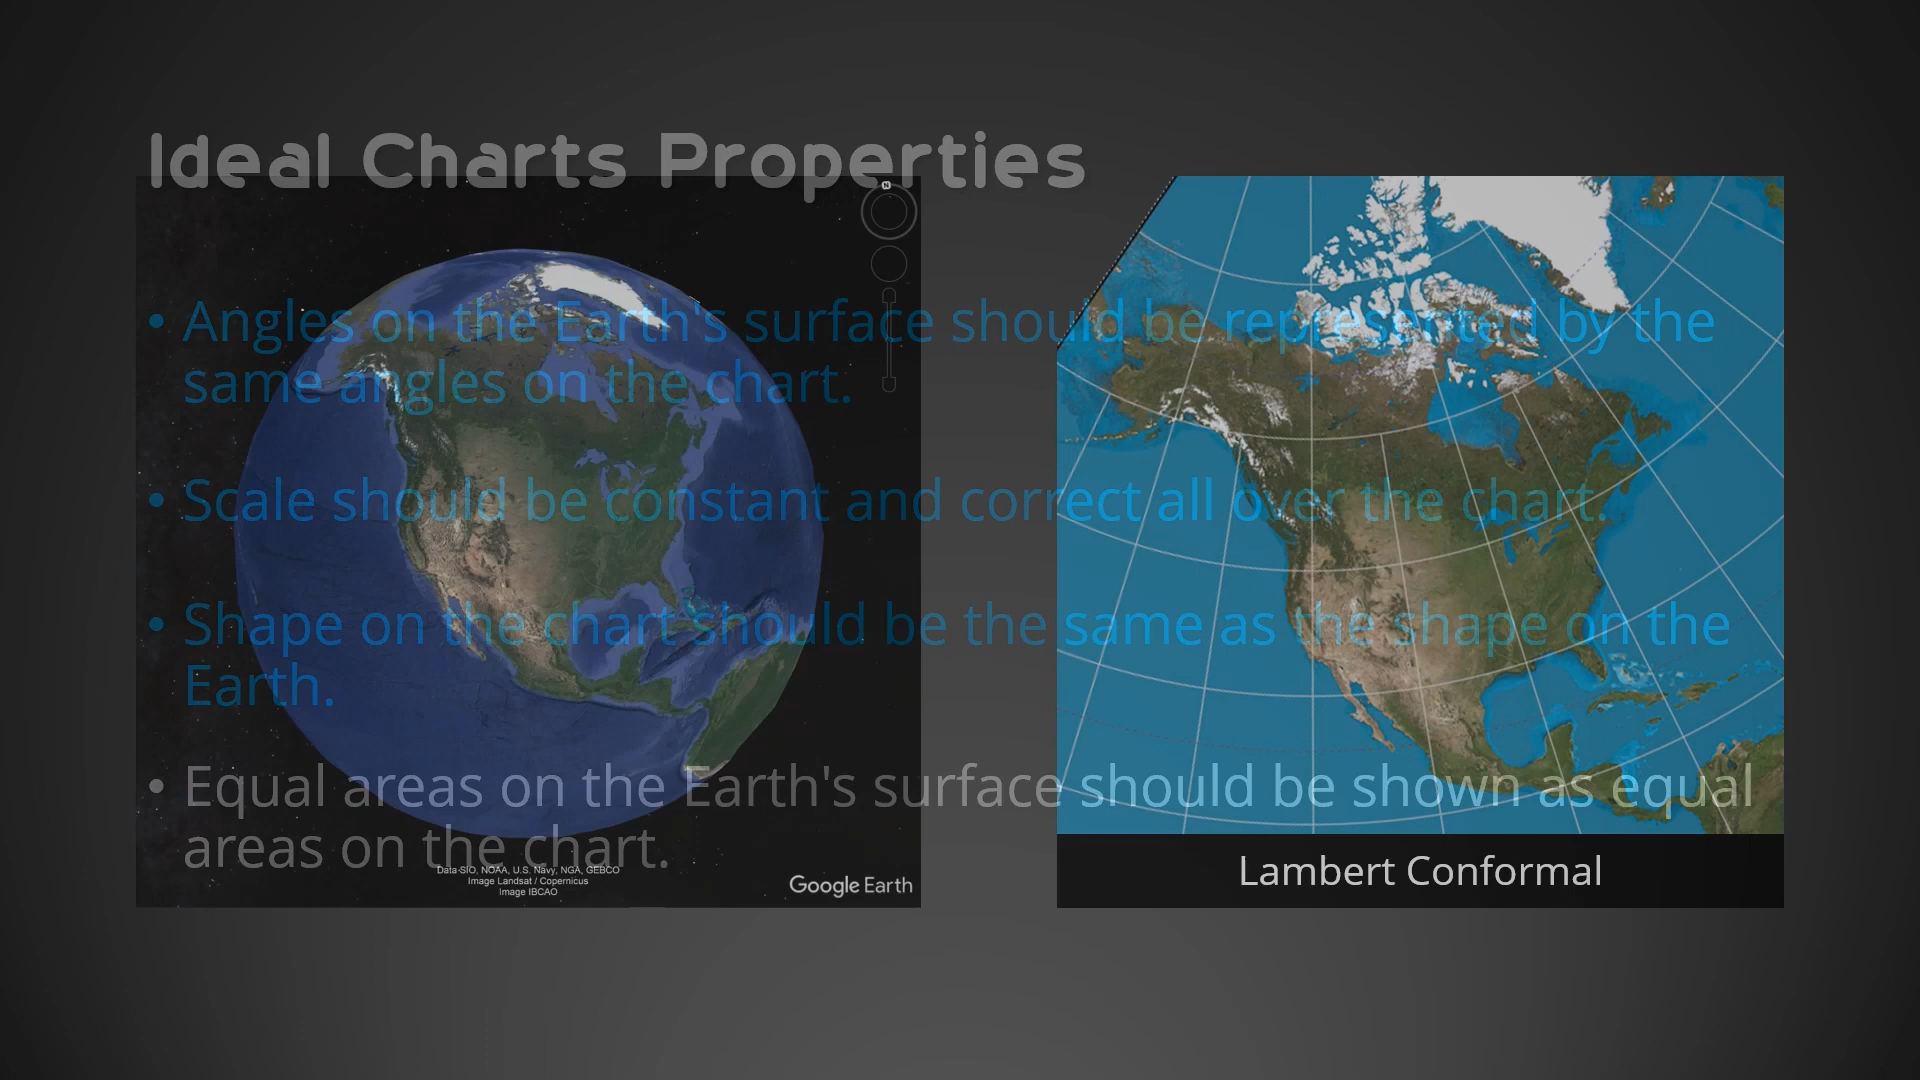 Ideal Charts Properties
N
• Angles on the Earth's surface should be represented by the
same angles on the chart.
• Scale should be constant and correct all over the chart.
• Shape on the chart should be the same as the shape on the
Earth.
• Equal areas on the Earth's surface should be shown as equal
areas on the chart.
Data SIO, NOAA, U.S. Navy, NGA, GEBCO
Image Landsat / Copernicus
Image IBCAO
Google Earth
Lambert Conformal